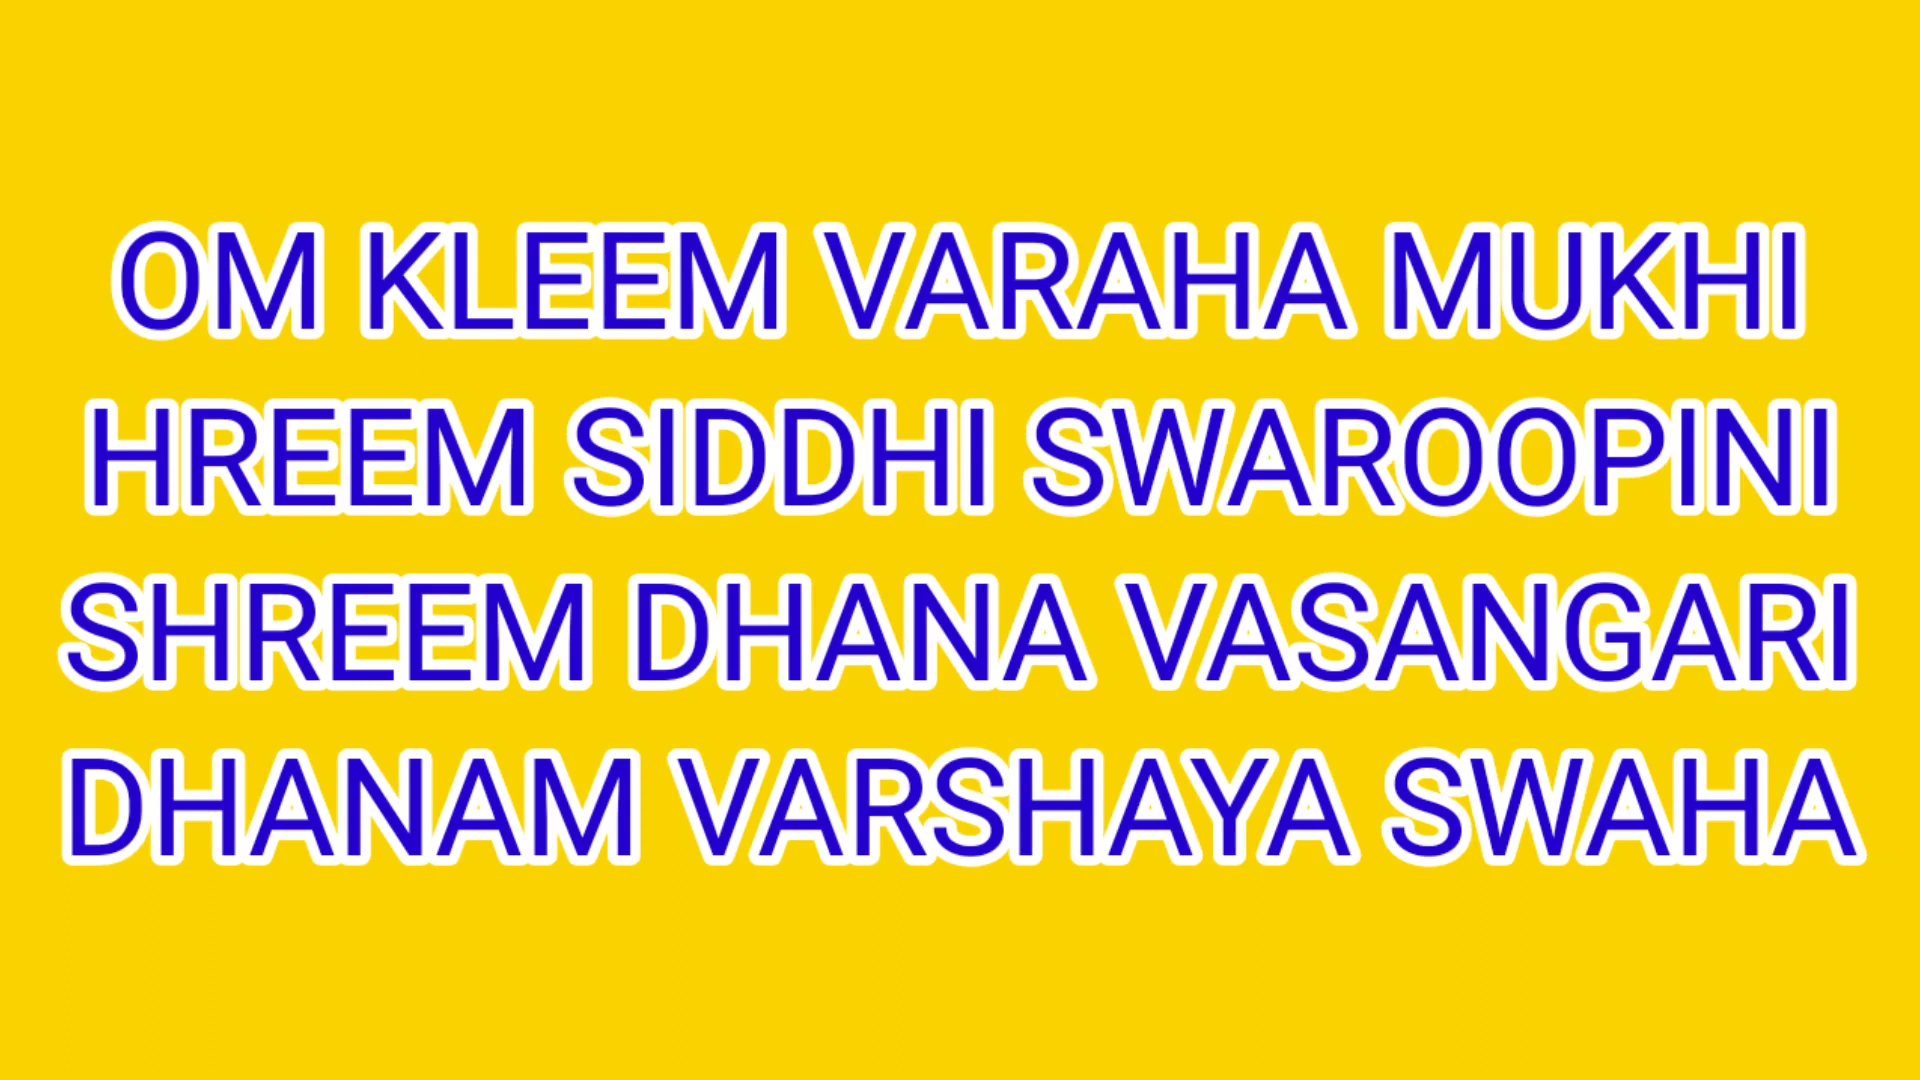 OM KLEEM VARAHA MUKHI
HREEM SIDDHI SWAROOPINI
SHREEM DHANA VASANGARI
DHANAM VARSHAYA SWAHA